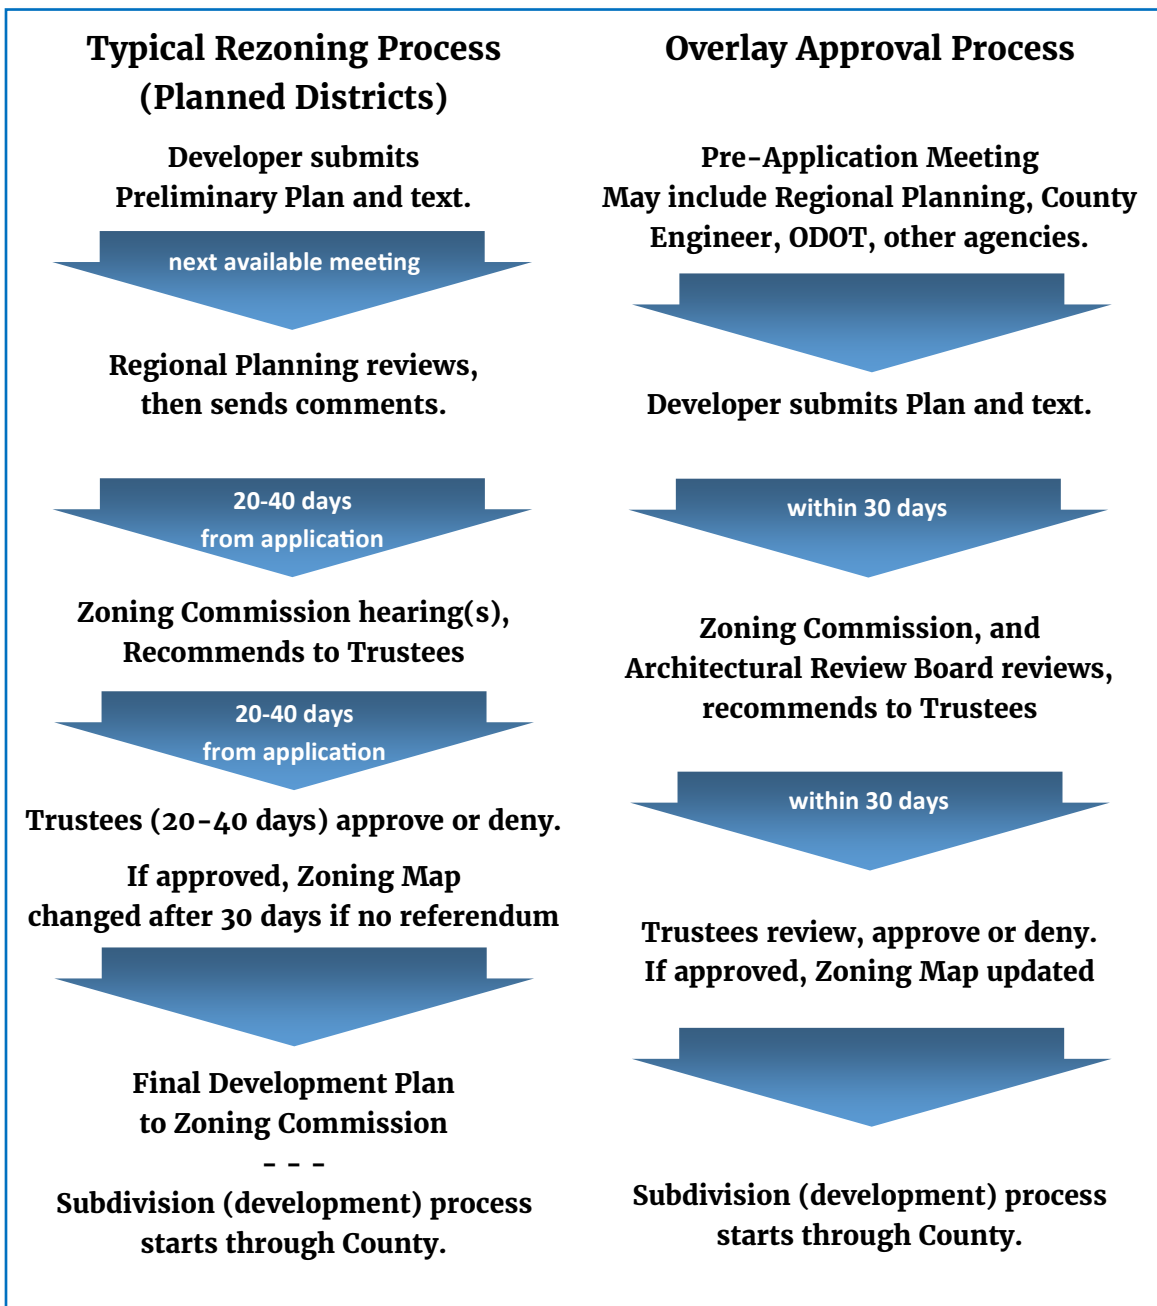 Typical Rezoning Process
(Planned Districts)
Developer submits
Preliminary Plan and text.
next available meeting
Regional Planning reviews,
then sends comments.
20-40 days
from application
Zoning Commission hearing(s),
Recommends to Trustees
20-40 days
from application
Trustees (20-40 days) approve or deny.
If approved, Zoning Map
changed after 30 days if no referendum
Final Development Plan
to Zoning Commission
- - -
Subdivision (development) process
starts through County.
Overlay Approval Process
Pre-Application Meeting
May include Regional Planning, County
Engineer, ODOT, other agencies.
Developer submits Plan and text.
within 30 days
Zoning Commission, and
Architectural Review Board reviews,
recommends to Trustees
within 30 days
Trustees review, approve or deny.
If approved, Zoning Map updated
Subdivision (development) process
starts through County.